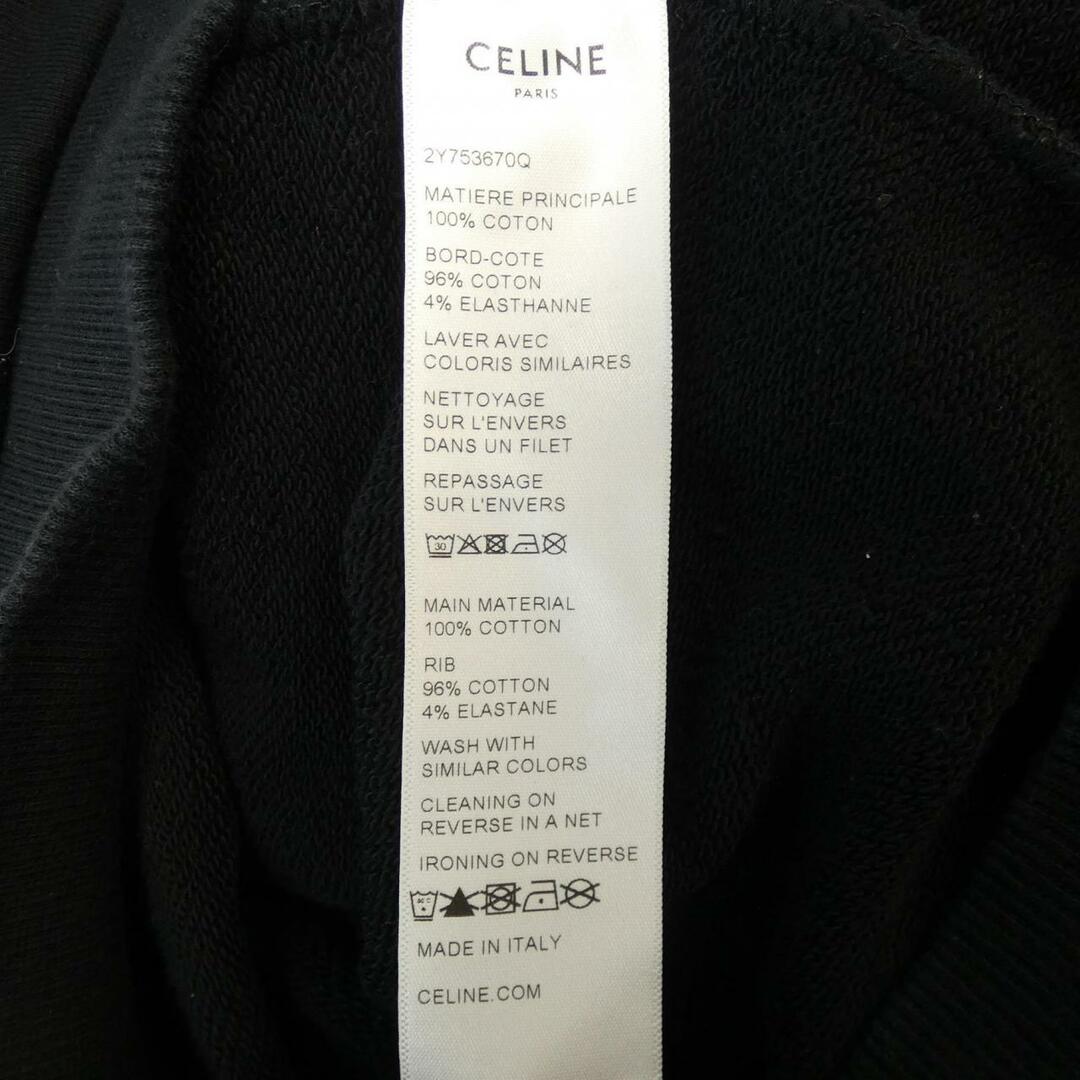 CELINE
PARIS
2Y753670Q
MATIERE PRINCIPALE
100% COTON
BORD-COTE
96% COTON
4% ELASTHANNE
LAVER AVEC
COLORIS SIMILAIRES
NETTOYAGE
SUR L'ENVERS
DANS UN FILET
REPASSAGE
SUR L'ENVERS
30
MAIN MATERIAL
100% COTTON
RIB
96% COTTON
4% ELASTANE
WASH WITH
SIMILAR COLORS
CLEANING ON
REVERSE IN A NET
IRONING ON REVERSE
MADE IN ITALY
CELINE.COM